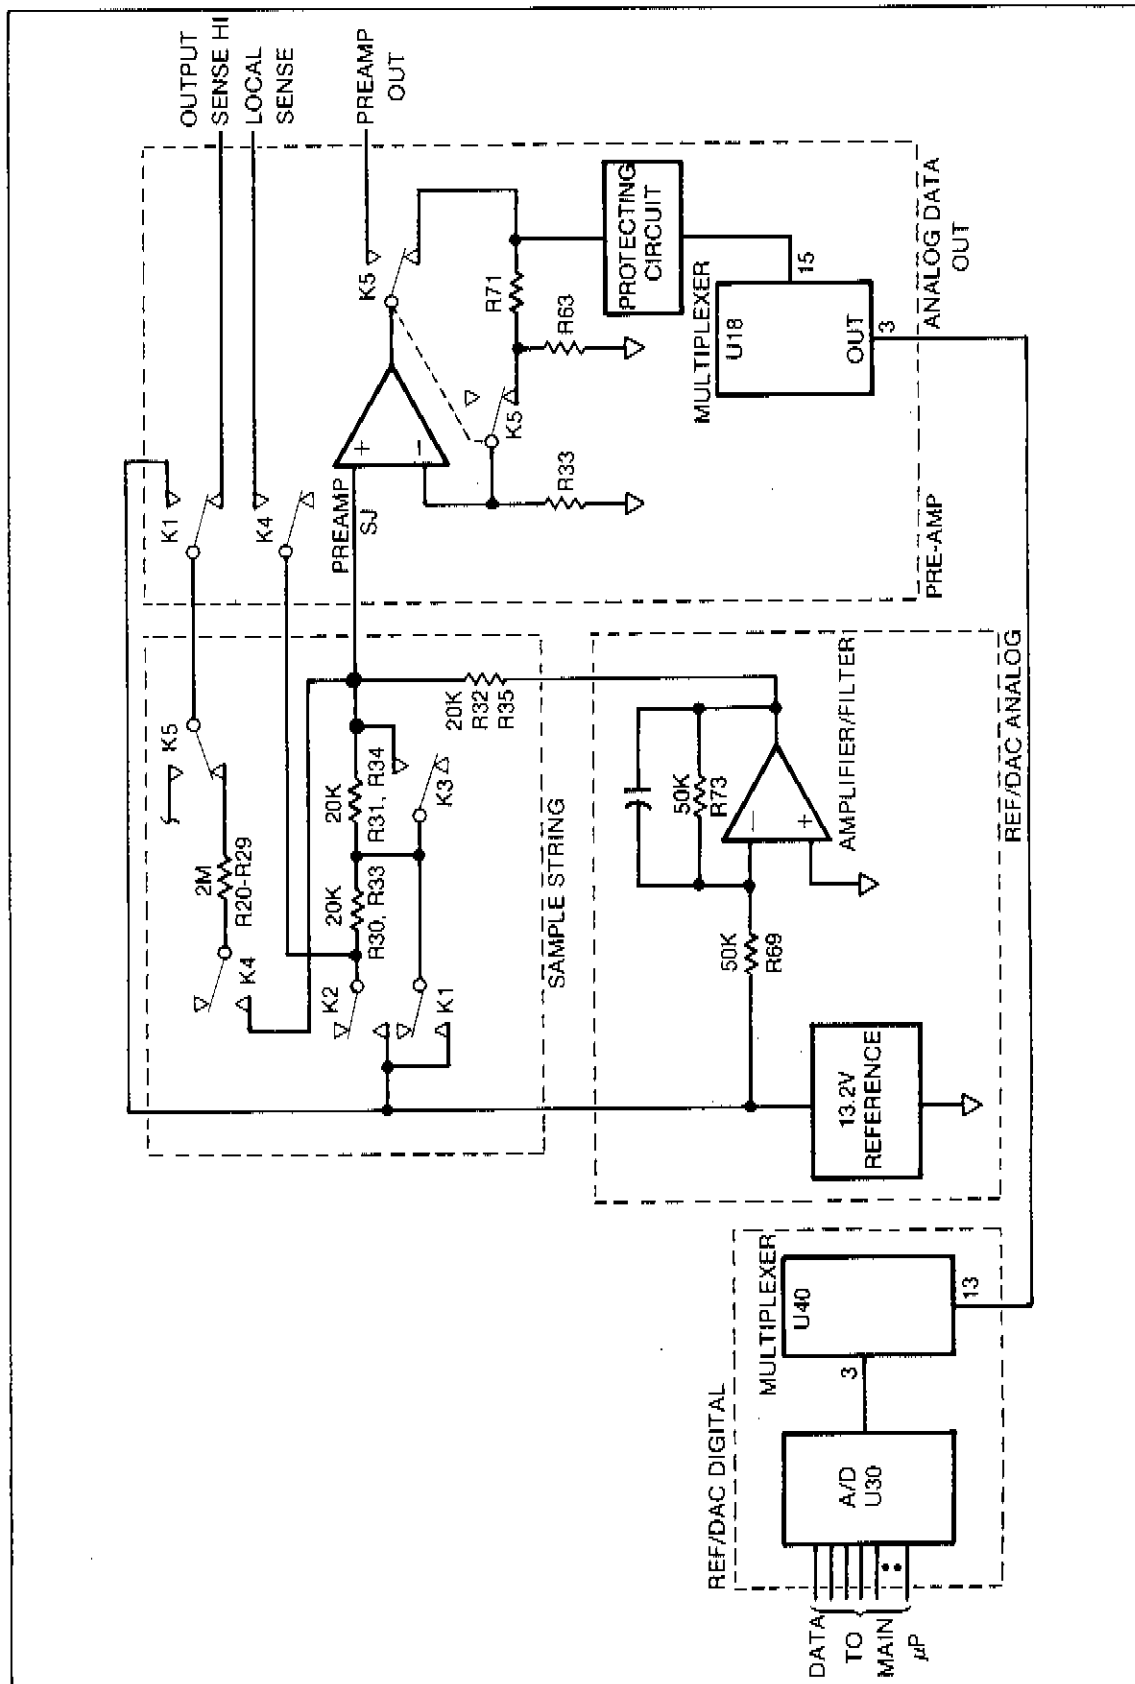 OUTPUT
SENSE HI
LOCAL
SENSE
PREAMP
OUT
K1
K4
K5
PREAMP
SJ
+
−
K5
R33
R71
R63
PROTECTING
CIRCUIT
MULTIPLEXER
U18
15
OUT
3
ANALOG DATA
OUT
PRE-AMP
K5
2M
R20-R29
K4
K2
K1
20K
R30, R33
20K
R31, R34
K3
20K
R32
R35
SAMPLE STRING
50K
R73
50K
R69
−
+
AMPLIFIER/FILTER
13.2V
REFERENCE
REF/DAC ANALOG
REF/DAC DIGITAL
MULTIPLEXER
U40
13
3
A/D
U30
DATA
TO
MAIN
µP